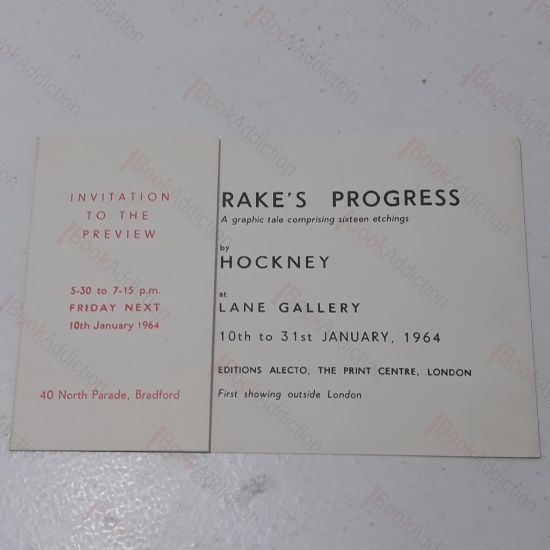 INVITATION
TO THE
PREVIEW
5-30 to 7-15 p.m.
FRIDAY NEXT
10th January 1964
40 North Parade, Bradford
RAKE'S PROGRESS
A graphic tale comprising sixteen etchings
by
HOCKNEY
at
LANE GALLERY
10th to 31st JANUARY, 1964
EDITIONS ALECTO, THE PRINT CENTRE, LONDON
First showing outside London
iBookAddiction